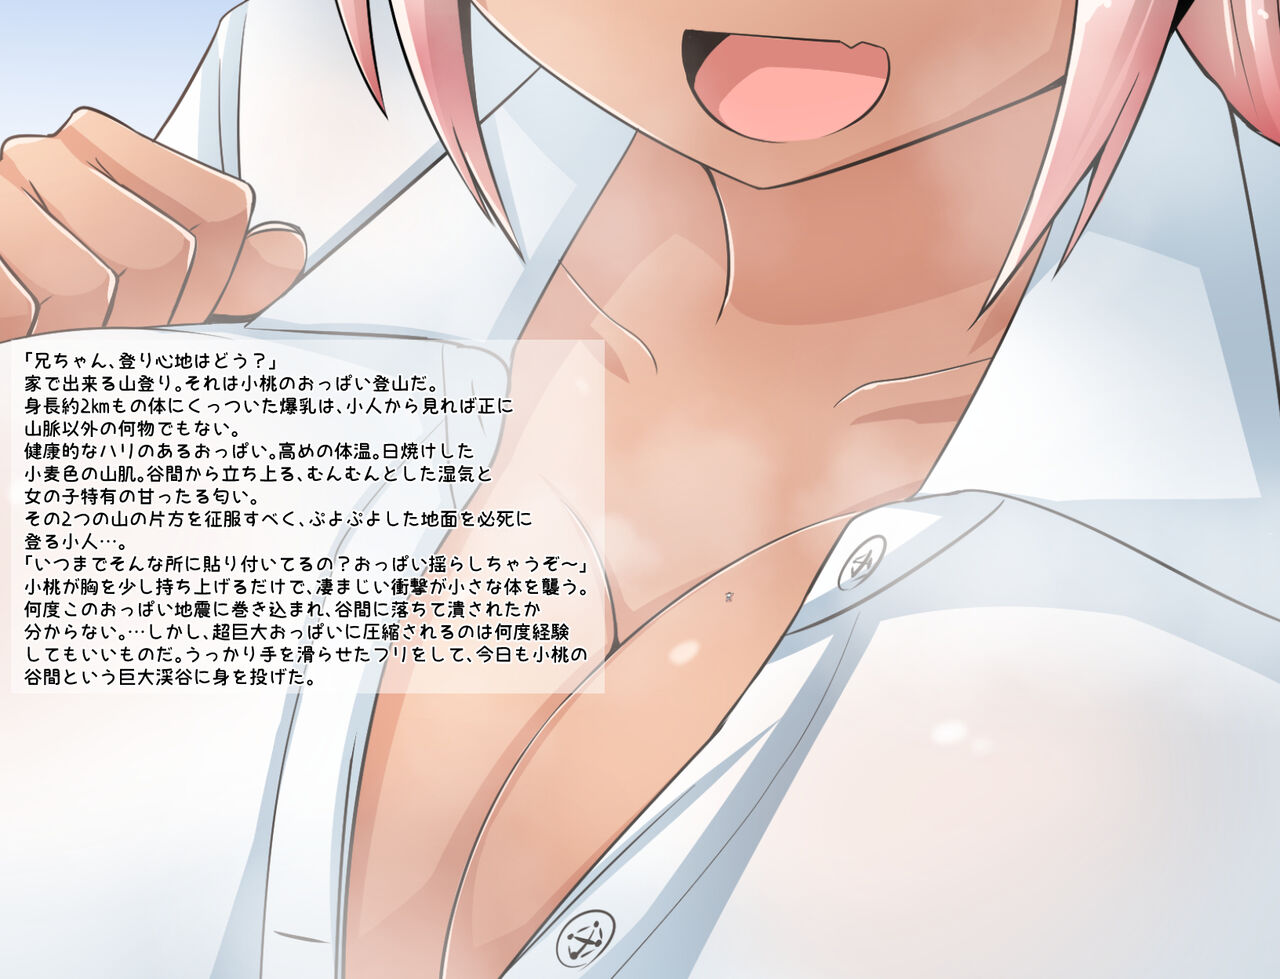 「兄ちゃん、登り心地はどう？」
家で出来る山登り。それは小桃のおっぱい登山だ。
身長約2kmもの体にくっついた爆乳は、小人から見れば正に
山脈以外の何物でもない。
健康的なハリのあるおっぱい。高めの体温。日焼けした
小麦色の山肌。谷間から立ち上る、むんむんとした湿気と
女の子特有の甘ったる匂い。
その2つの山の片方を征服すべく、ぷよぷよした地面を必死に
登る小人…。
「いつまでそんな所に貼り付いてるの？おっぱい揺らしちゃうぞ～」
小桃が胸を少し持ち上げるだけで、凄まじい衝撃が小さな体を襲う。
何度このおっぱい地震に巻き込まれ、谷間に落ちて潰されたか
分からない。…しかし、超巨大おっぱいに圧縮されるのは何度経験
してもいいものだ。うっかり手を滑らせたフリをして、今日も小桃の
谷間という巨大渓谷に身を投げた。